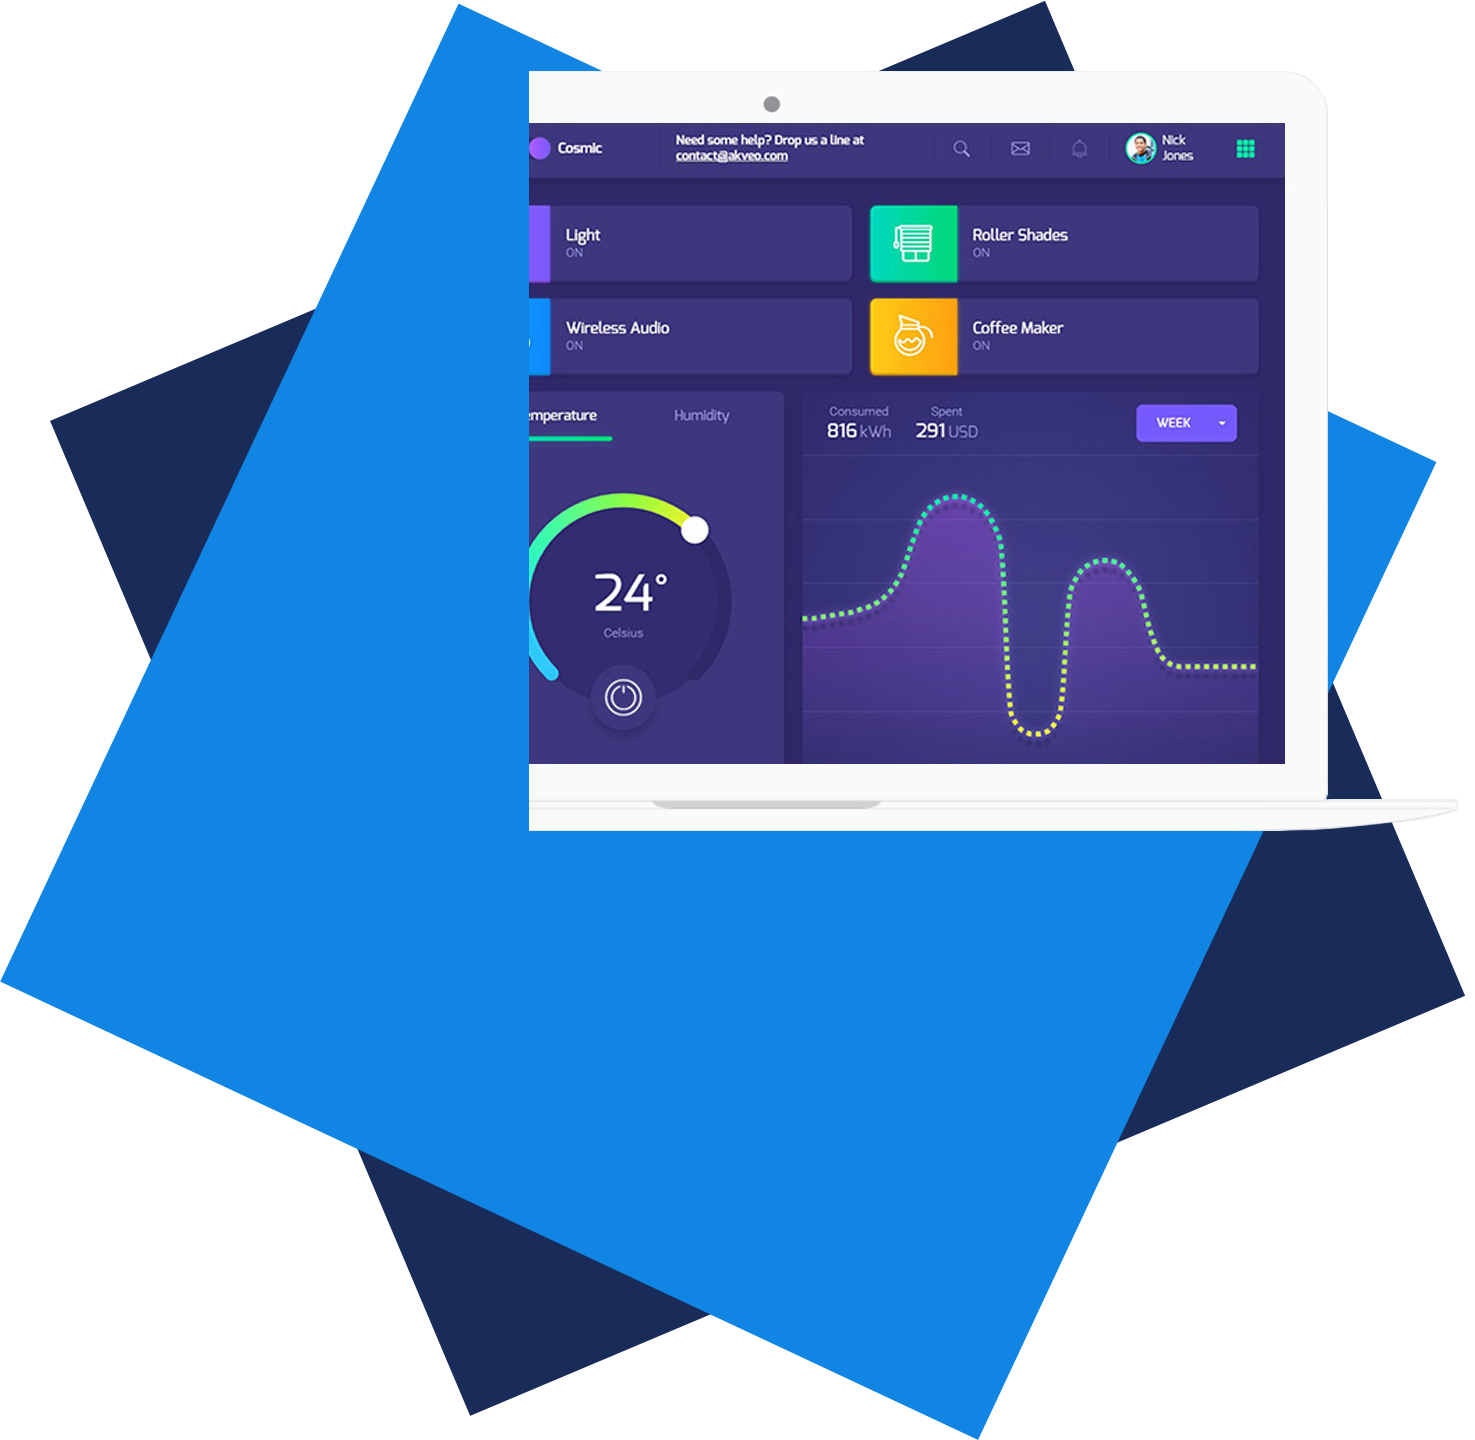 Cosmic
Need some help? Drop us a line at
contact@akveo.com
Nick
Jones
Light
ON
Roller Shades
ON
Wireless Audio
ON
Coffee Maker
ON
emperature
Humidity
Consumed
816 kWh
Spent
291 USD
WEEK
24°
Celsius